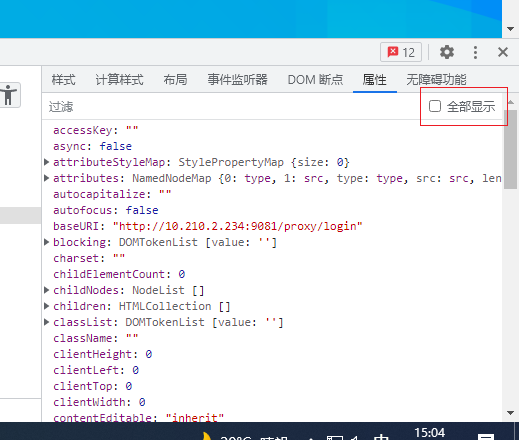 12
样式 计算样式 布局 事件监听器 DOM 断点 属性 无障碍功能
过滤 全部显示
accessKey: ""
async: false
attributeStyleMap: StylePropertyMap {size: 0}
attributes: NamedNodeMap {0: type, 1: src, type: type, src: src, len
autocapitalize: ""
autofocus: false
baseURI: "http://10.210.2.234:9081/proxy/login"
blocking: DOMTokenList [value: '']
charset: ""
childElementCount: 0
childNodes: NodeList []
children: HTMLCollection []
classList: DOMTokenList [value: '']
className: ""
clientHeight: 0
clientLeft: 0
clientTop: 0
clientWidth: 0
contentEditable: "inherit"
中 15:04